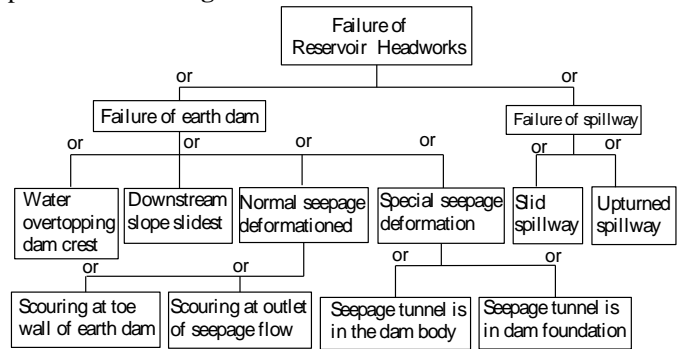 Failure of
Reservoir Headworks
or
or
Failure of earth dam
Failure of spillway
or
or
or
or
or
or
Water
overtopping
dam crest
Downstream
slope slidest
Normal seepage
deformationed
Special seepage
deformation
Slid
spillway
Upturned
spillway
or
or
or
or
Scouring at toe
wall of earth dam
Scouring at outlet
of seepage flow
Seepage tunnel is
in the dam body
Seepage tunnel is
in dam foundation